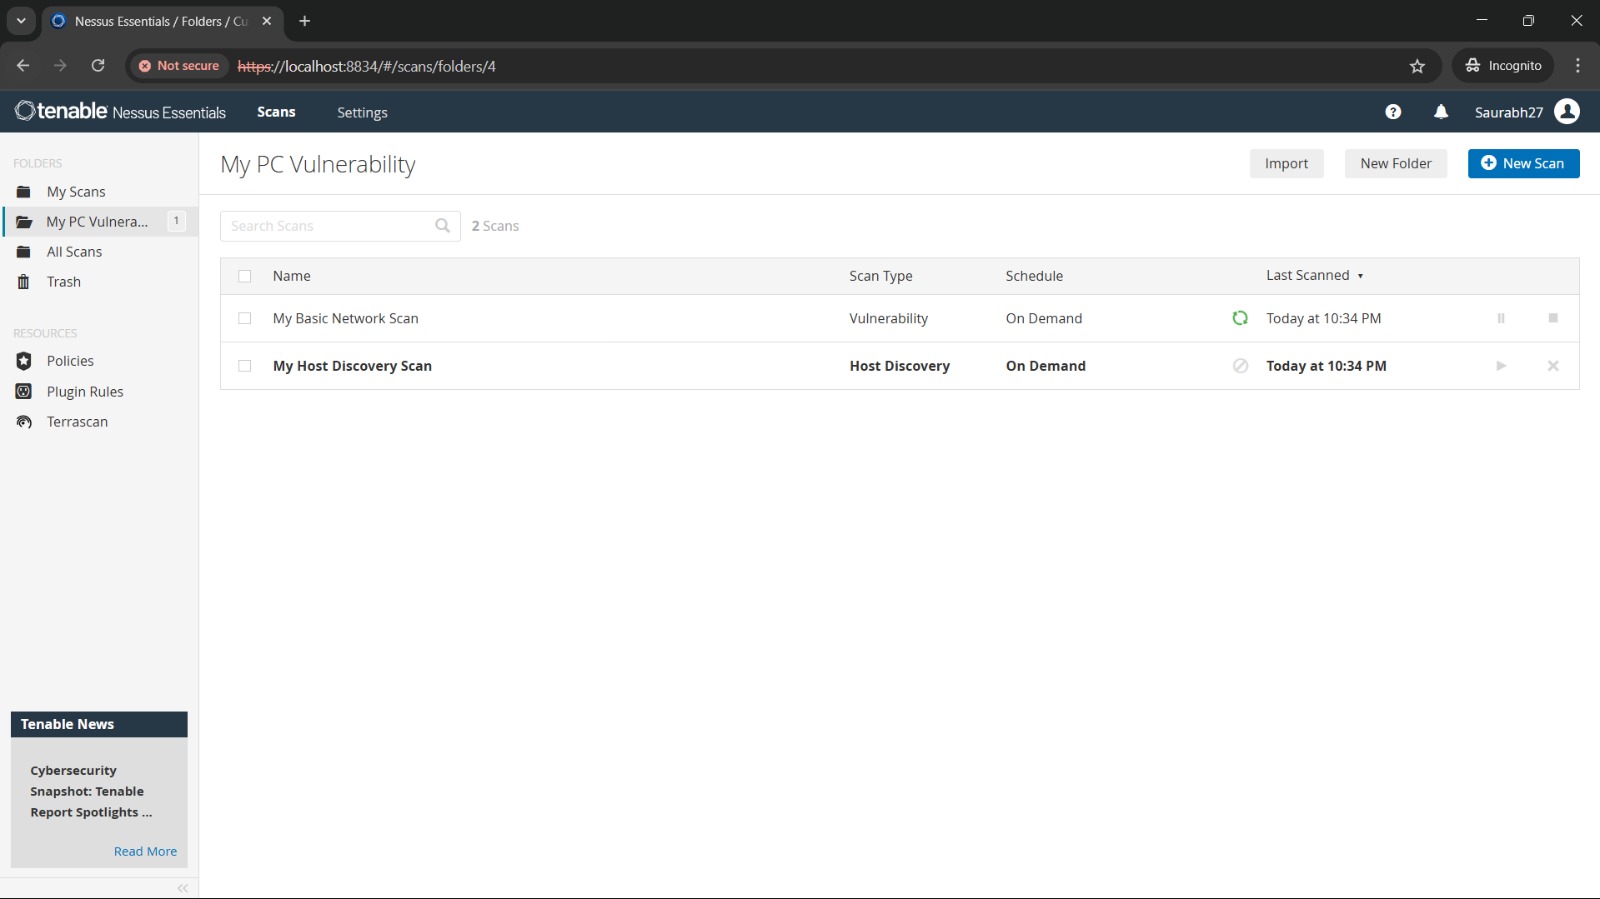 Nessus Essentials / Folders / Cu
Not secure https://localhost:8834/#/scans/folders/4
Incognito
tenable Nessus Essentials Scans Settings
Saurabh27
FOLDERS
My Scans
My PC Vulnera... 1
All Scans
Trash
RESOURCES
Policies
Plugin Rules
Terrascan
Tenable News
Cybersecurity
Snapshot: Tenable
Report Spotlights ...
Read More
My PC Vulnerability
Import New Folder New Scan
Search Scans 2 Scans
Name Scan Type Schedule Last Scanned
My Basic Network Scan Vulnerability On Demand Today at 10:34 PM
My Host Discovery Scan Host Discovery On Demand Today at 10:34 PM